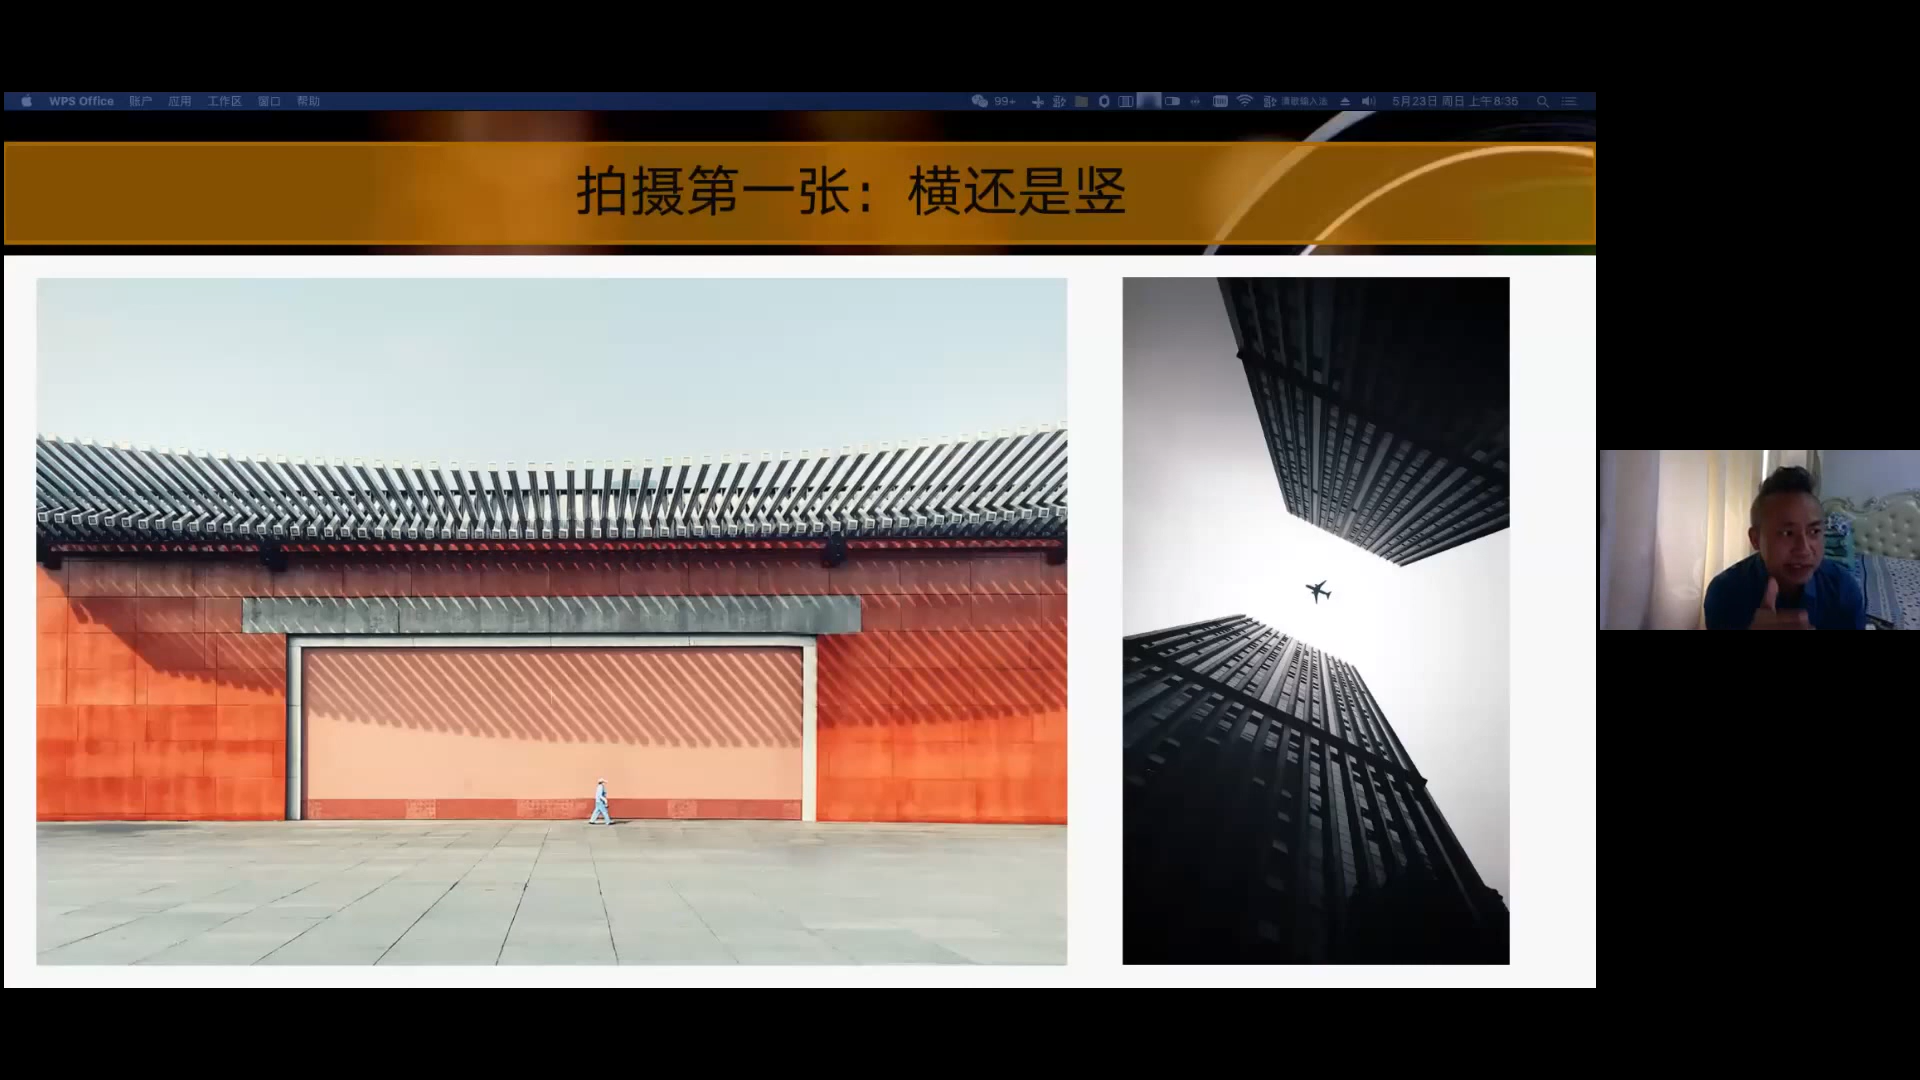 WPS Office 账户 应用 工作区 窗口 帮助 99+ 5月23日 周日 上午8:35
拍摄第一张：横还是竖